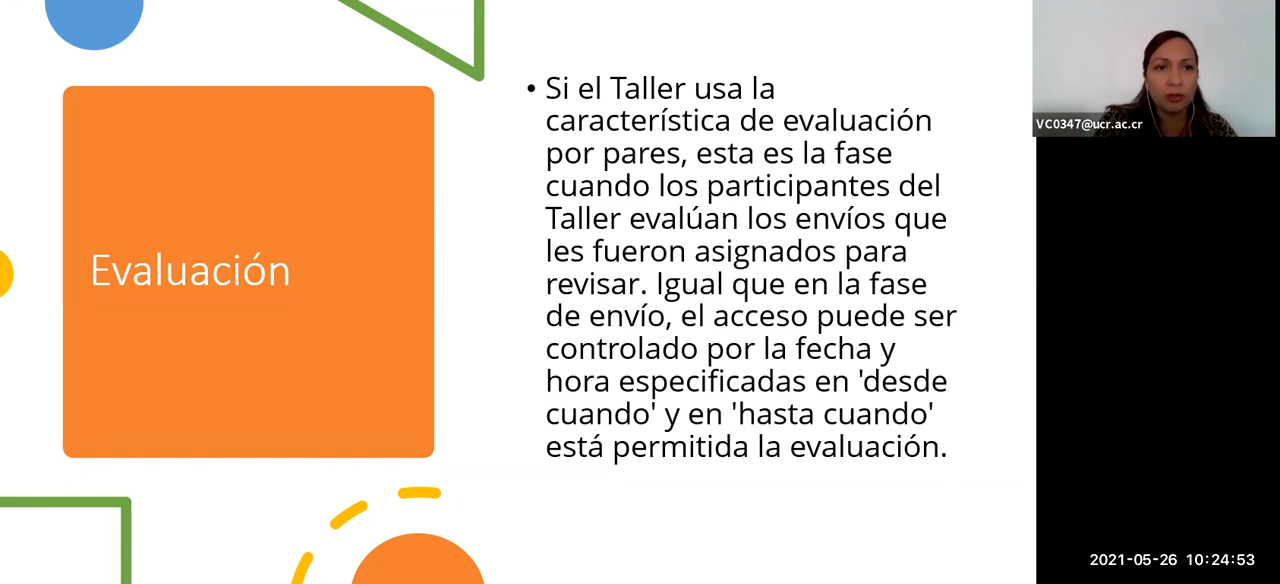 Evaluación
• Si el Taller usa la
característica de evaluación
por pares, esta es la fase
cuando los participantes del
Taller evalúan los envíos que
les fueron asignados para
revisar. Igual que en la fase
de envío, el acceso puede ser
controlado por la fecha y
hora especificadas en 'desde
cuando' y en 'hasta cuando'
está permitida la evaluación.
VC0347@ucr.ac.cr
2021-05-26 10:24:53